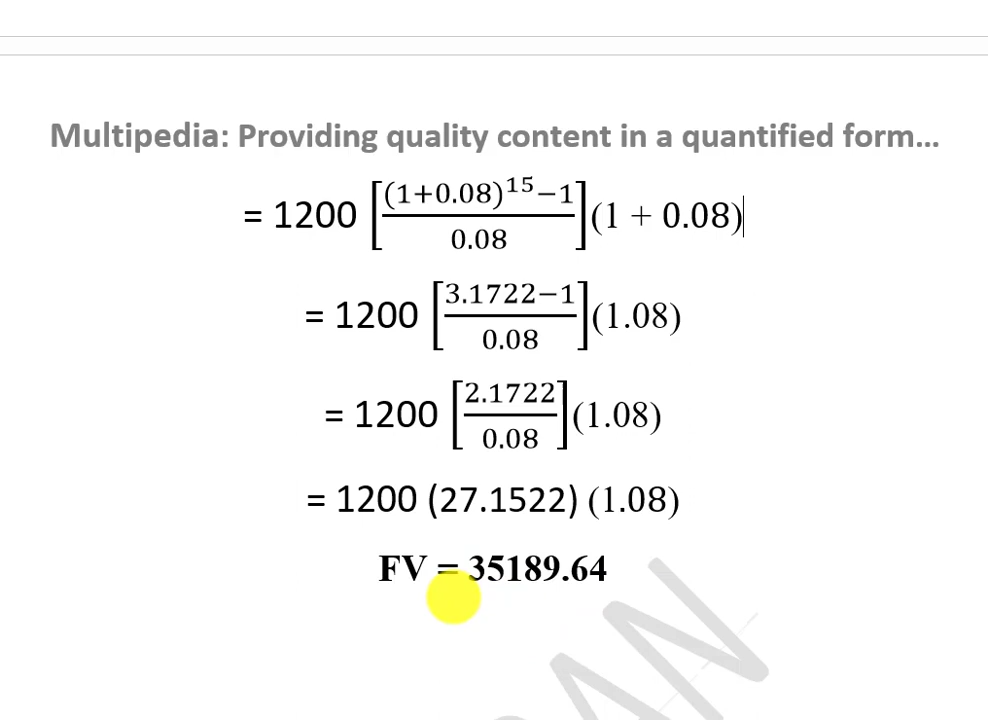 Multipedia: Providing quality content in a quantified form...
= 1200 [((1+0.08)^15−1)/0.08](1 + 0.08)
= 1200 [(3.1722−1)/0.08](1.08)
= 1200 [2.1722/0.08](1.08)
= 1200 (27.1522) (1.08)
FV = 35189.64